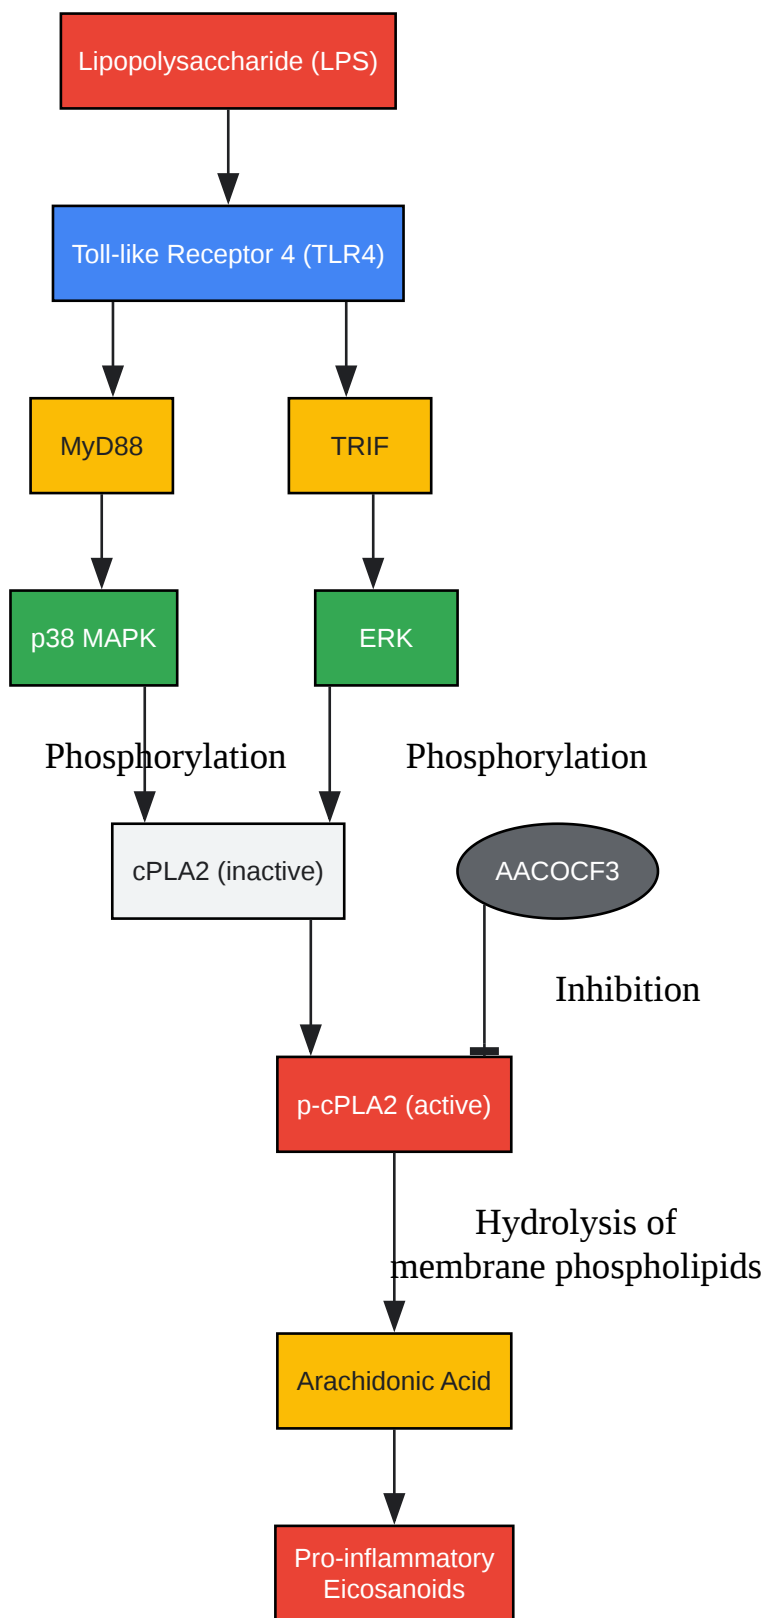 Lipopolysaccharide (LPS)
Toll-like Receptor 4 (TLR4)
MyD88
TRIF
p38 MAPK
ERK
Phosphorylation
Phosphorylation
cPLA2 (inactive)
AACOCF3
Inhibition
p-cPLA2 (active)
Hydrolysis of
membrane phospholipids
Arachidonic Acid
Pro-inflammatory
Eicosanoids